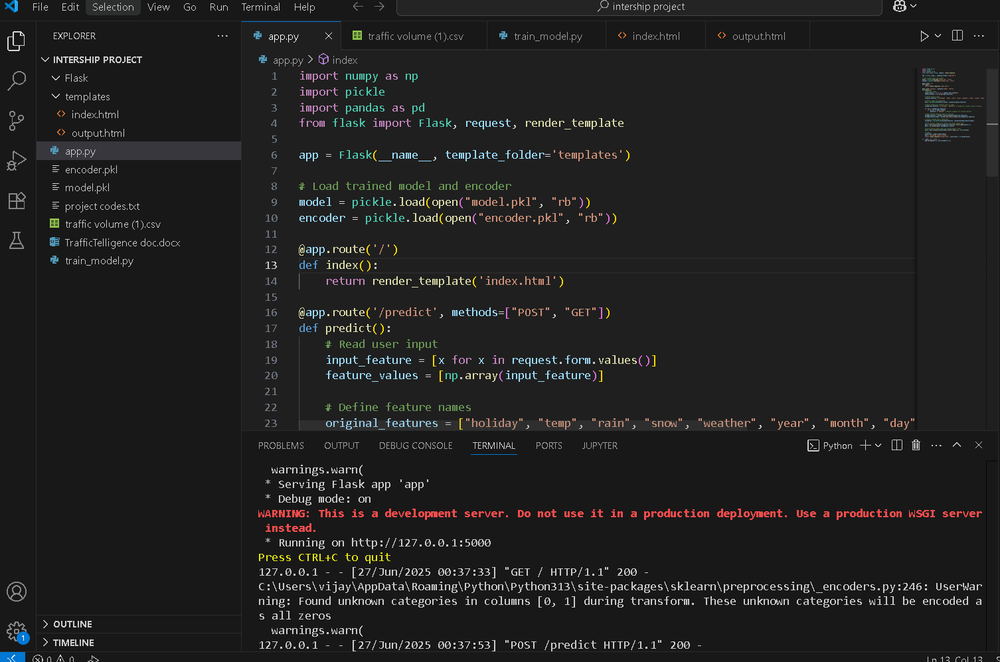 File Edit Selection View Go Run Terminal Help
intership project
EXPLORER
INTERSHIP PROJECT
Flask
templates
index.html
output.html
app.py
encoder.pkl
model.pkl
project codes.txt
traffic volume (1).csv
TrafficTelligence doc.docx
train_model.py
OUTLINE
TIMELINE
1
app.py traffic volume (1).csv train_model.py index.html output.html
app.py > index
1 import numpy as np
2 import pickle
3 import pandas as pd
4 from flask import Flask, request, render_template
5
6 app = Flask(__name__, template_folder='templates')
7
8 # Load trained model and encoder
9 model = pickle.load(open("model.pkl", "rb"))
10 encoder = pickle.load(open("encoder.pkl", "rb"))
11
12 @app.route('/')
13 def index():
14 return render_template('index.html')
15
16 @app.route('/predict', methods=["POST", "GET"])
17 def predict():
18 # Read user input
19 input_feature = [x for x in request.form.values()]
20 feature_values = [np.array(input_feature)]
21
22 # Define feature names
23 original_features = ["holiday", "temp", "rain", "snow", "weather", "year", "month", "day"
PROBLEMS OUTPUT DEBUG CONSOLE TERMINAL PORTS JUPYTER
Python
warnings.warn(
* Serving Flask app 'app'
* Debug mode: on
WARNING: This is a development server. Do not use it in a production deployment. Use a production WSGI server
instead.
* Running on http://127.0.0.1:5000
Press CTRL+C to quit
127.0.0.1 - - [27/Jun/2025 00:37:33] "GET / HTTP/1.1" 200 -
C:\Users\vijay\AppData\Roaming\Python\Python313\site-packages\sklearn\preprocessing\_encoders.py:246: UserWar
ning: Found unknown categories in columns [0, 1] during transform. These unknown categories will be encoded a
s all zeros
warnings.warn(
127.0.0.1 - - [27/Jun/2025 00:37:53] "POST /predict HTTP/1.1" 200 -
0 0
Ln 13, Col 13